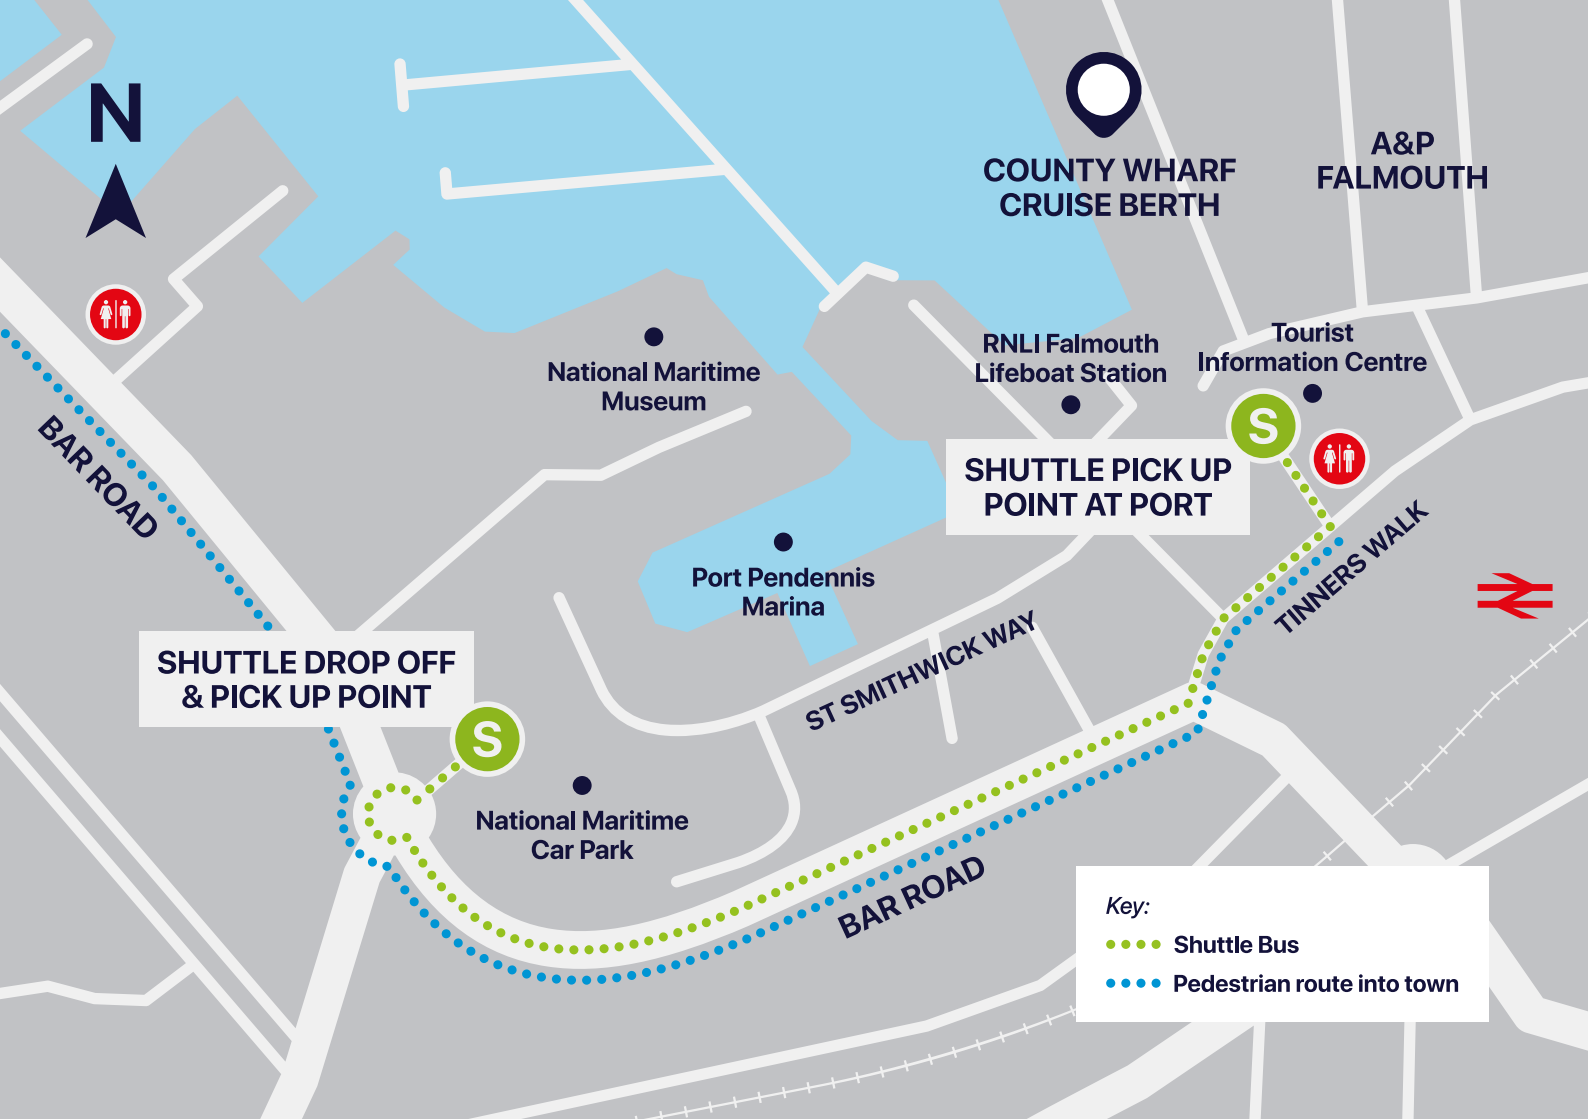 N
COUNTY WHARF
CRUISE BERTH
A&P
FALMOUTH
National Maritime
Museum
RNLI Falmouth
Lifeboat Station
Tourist
Information Centre
S
BAR ROAD
SHUTTLE PICK UP
POINT AT PORT
Port Pendennis
Marina
TINNERS WALK
SHUTTLE DROP OFF
& PICK UP POINT
S
ST SMITHWICK WAY
National Maritime
Car Park
BAR ROAD
Key:
Shuttle Bus
Pedestrian route into town